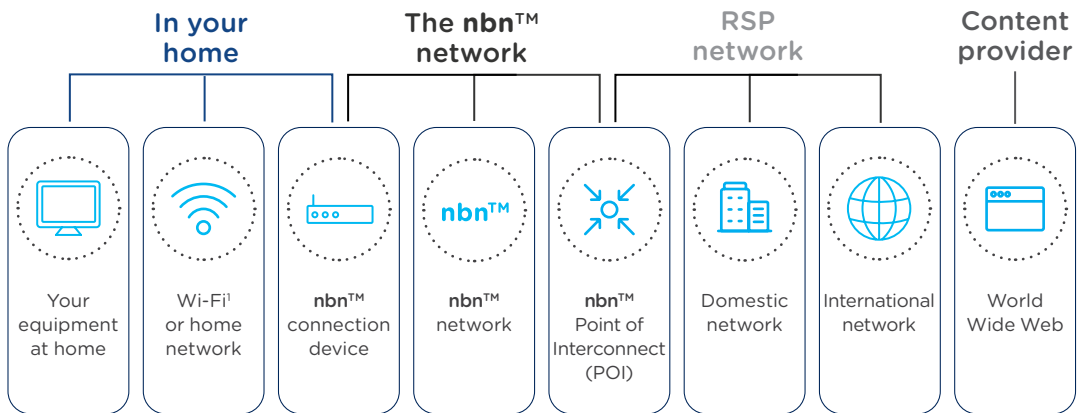 In your
home
The nbn™
network
RSP
network
Content
provider
nbn™
Your
equipment
at home
Wi-Fi¹
or home
network
nbn™
connection
device
nbn™
network
nbn™
Point of
Interconnect
(POI)
Domestic
network
International
network
World
Wide Web